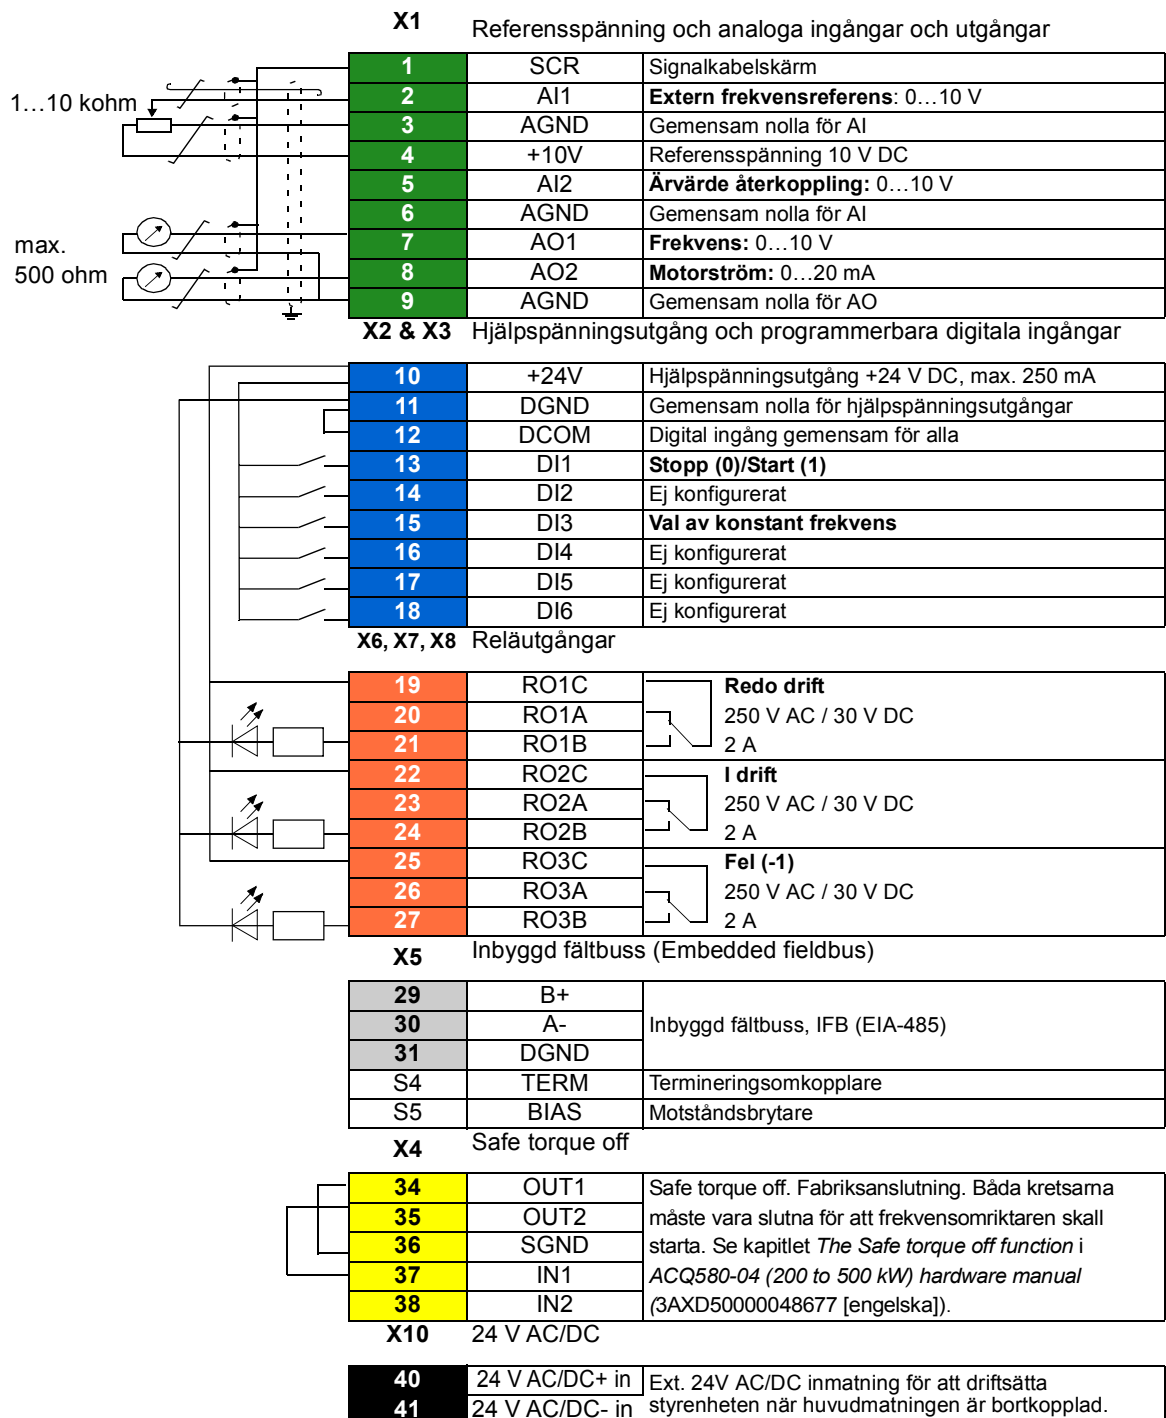 X1 Referensspänning och analoga ingångar och utgångar
1 SCR Signalkabelskärm
1…10 kohm
2 AI1 Extern frekvensreferens: 0…10 V
3 AGND Gemensam nolla för AI
4 +10V Referensspänning 10 V DC
5 AI2 Ärvärde återkoppling: 0…10 V
6 AGND Gemensam nolla för AI
max.
500 ohm
7 AO1 Frekvens: 0…10 V
8 AO2 Motorström: 0…20 mA
9 AGND Gemensam nolla för AO
X2 & X3 Hjälpspänningsutgång och programmerbara digitala ingångar
10 +24V Hjälpspänningsutgång +24 V DC, max. 250 mA
11 DGND Gemensam nolla för hjälpspänningsutgångar
12 DCOM Digital ingång gemensam för alla
13 DI1 Stopp (0)/Start (1)
14 DI2 Ej konfigurerat
15 DI3 Val av konstant frekvens
16 DI4 Ej konfigurerat
17 DI5 Ej konfigurerat
18 DI6 Ej konfigurerat
X6, X7, X8 Reläutgångar
19 RO1C Redo drift
20 RO1A 250 V AC / 30 V DC
21 RO1B 2 A
22 RO2C I drift
23 RO2A 250 V AC / 30 V DC
24 RO2B 2 A
25 RO3C Fel (-1)
26 RO3A 250 V AC / 30 V DC
27 RO3B 2 A
X5 Inbyggd fältbuss (Embedded fieldbus)
29 B+
30 A- Inbyggd fältbuss, IFB (EIA-485)
31 DGND
S4 TERM Termineringsomkopplare
S5 BIAS Motståndsbrytare
X4 Safe torque off
34 OUT1 Safe torque off. Fabriksanslutning. Båda kretsarna
35 OUT2 måste vara slutna för att frekvensomriktaren skall
36 SGND starta. Se kapitlet The Safe torque off function i
37 IN1 ACQ580-04 (200 to 500 kW) hardware manual
38 IN2 (3AXD50000048677 [engelska]).
X10 24 V AC/DC
40 24 V AC/DC+ in Ext. 24V AC/DC inmatning för att driftsätta
41 24 V AC/DC- in styrenheten när huvudmatningen är bortkopplad.